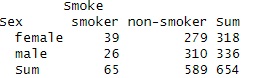 Smoke
Sex smoker non-smoker Sum
female 39 279 318
male 26 310 336
Sum 65 589 654